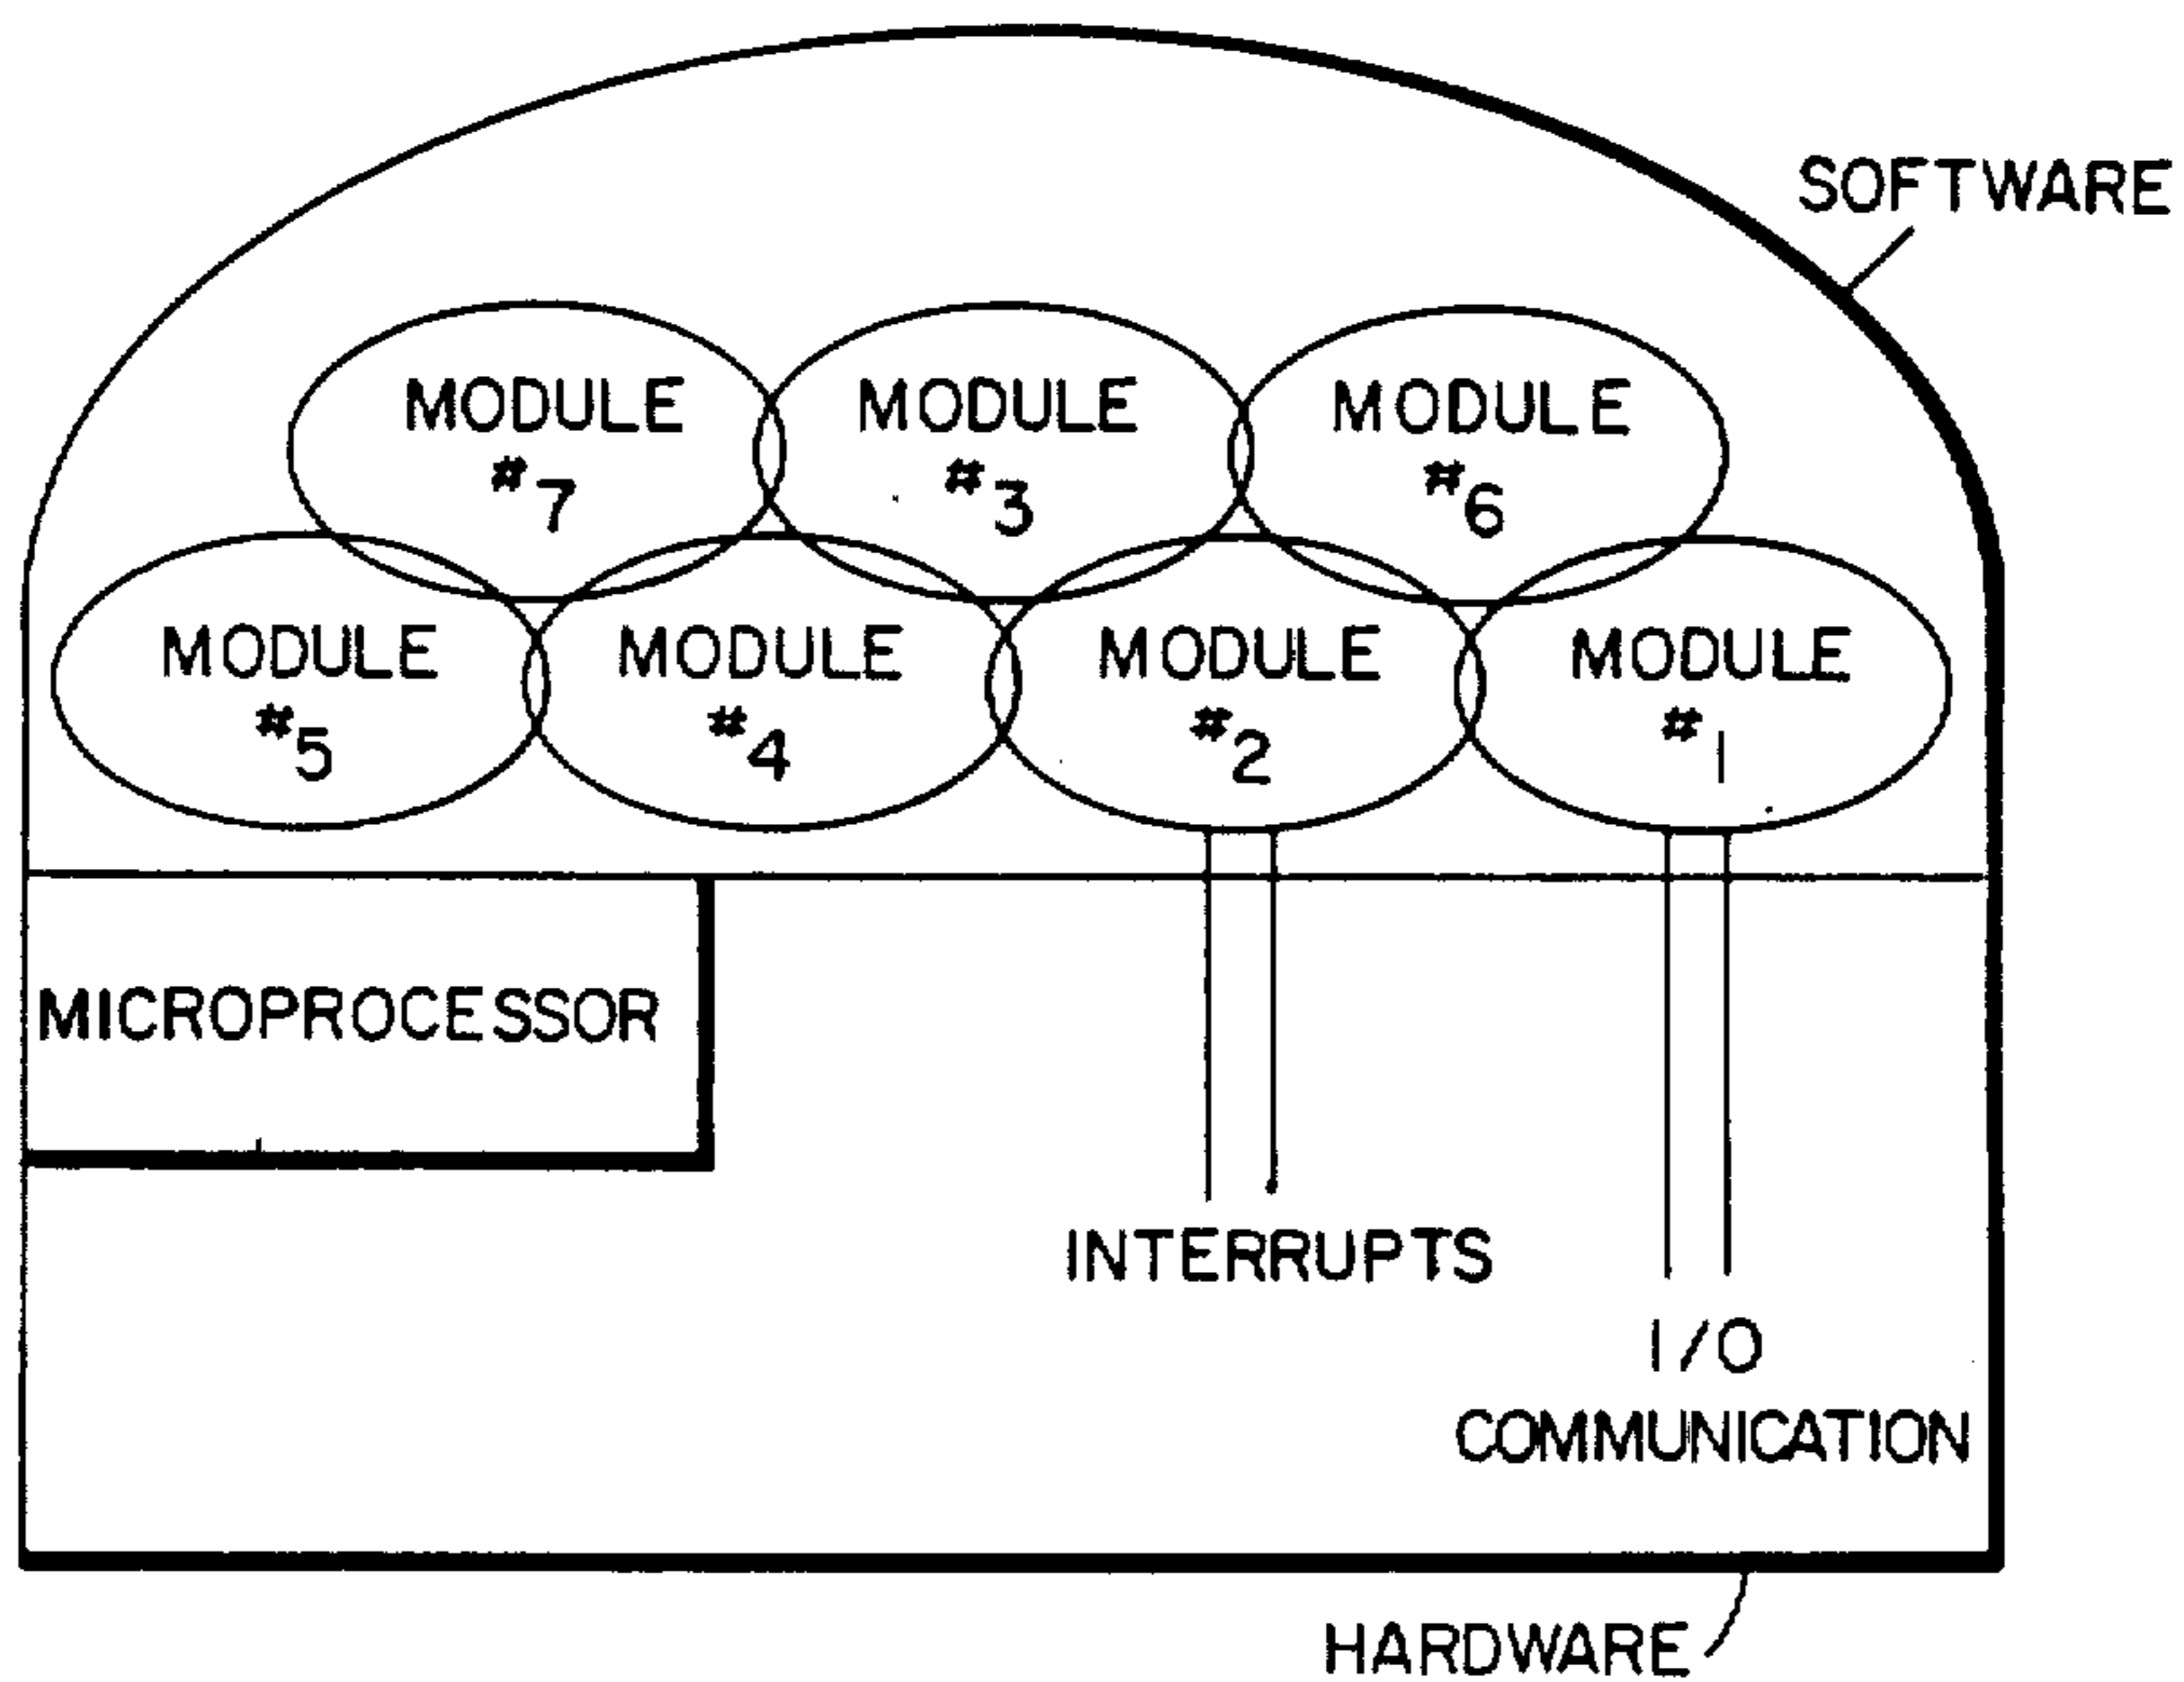 SOFTWARE
MODULE
#7
MODULE
#3
MODULE
#6
MODULE
#5
MODULE
#4
MODULE
#2
MODULE
#1
MICROPROCESSOR
INTERRUPTS
I/O
COMMUNICATION
HARDWARE